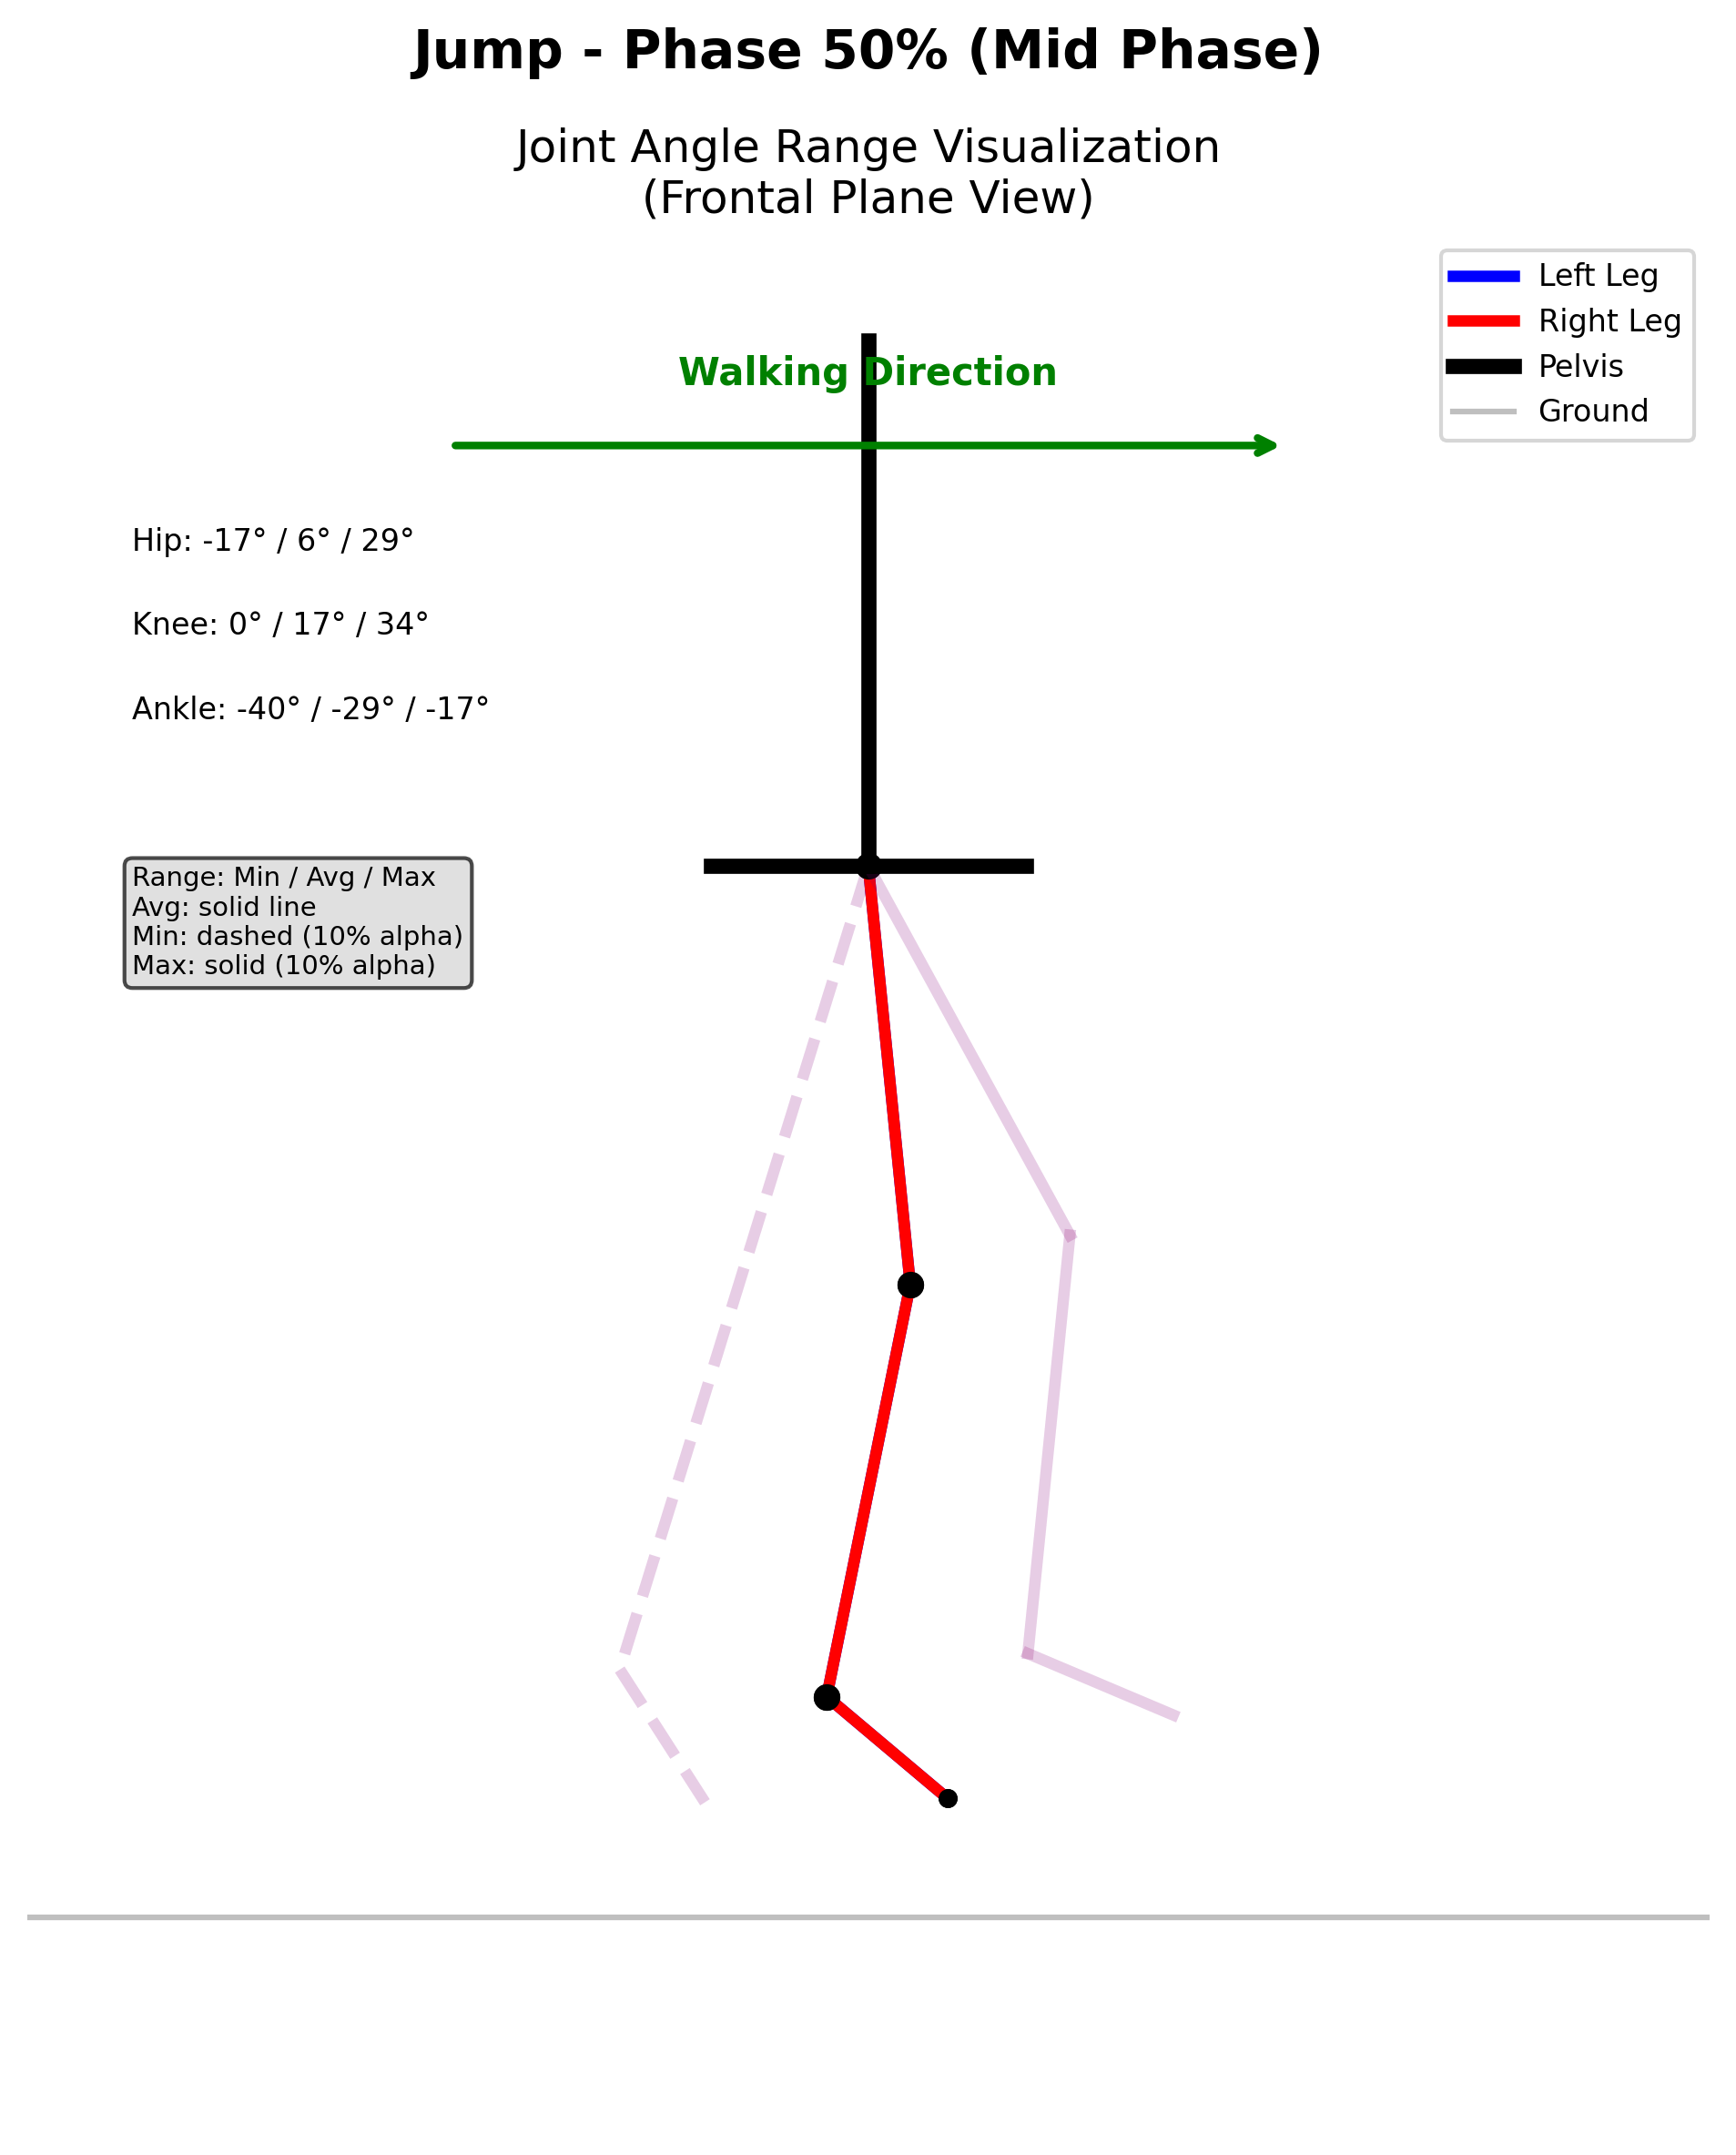 Jump - Phase 50% (Mid Phase)
Joint Angle Range Visualization
(Frontal Plane View)
Left Leg
Right Leg
Pelvis
Ground
Walking Direction
Hip: -17° / 6° / 29°
Knee: 0° / 17° / 34°
Ankle: -40° / -29° / -17°
Range: Min / Avg / Max
Avg: solid line
Min: dashed (10% alpha)
Max: solid (10% alpha)